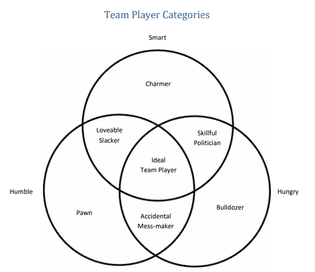 Team Player Categories
Smart
Charmer
Loveable
Slacker
Skillful
Politician
Ideal
Team Player
Humble
Hungry
Pawn
Bulldozer
Accidental
Mess-maker